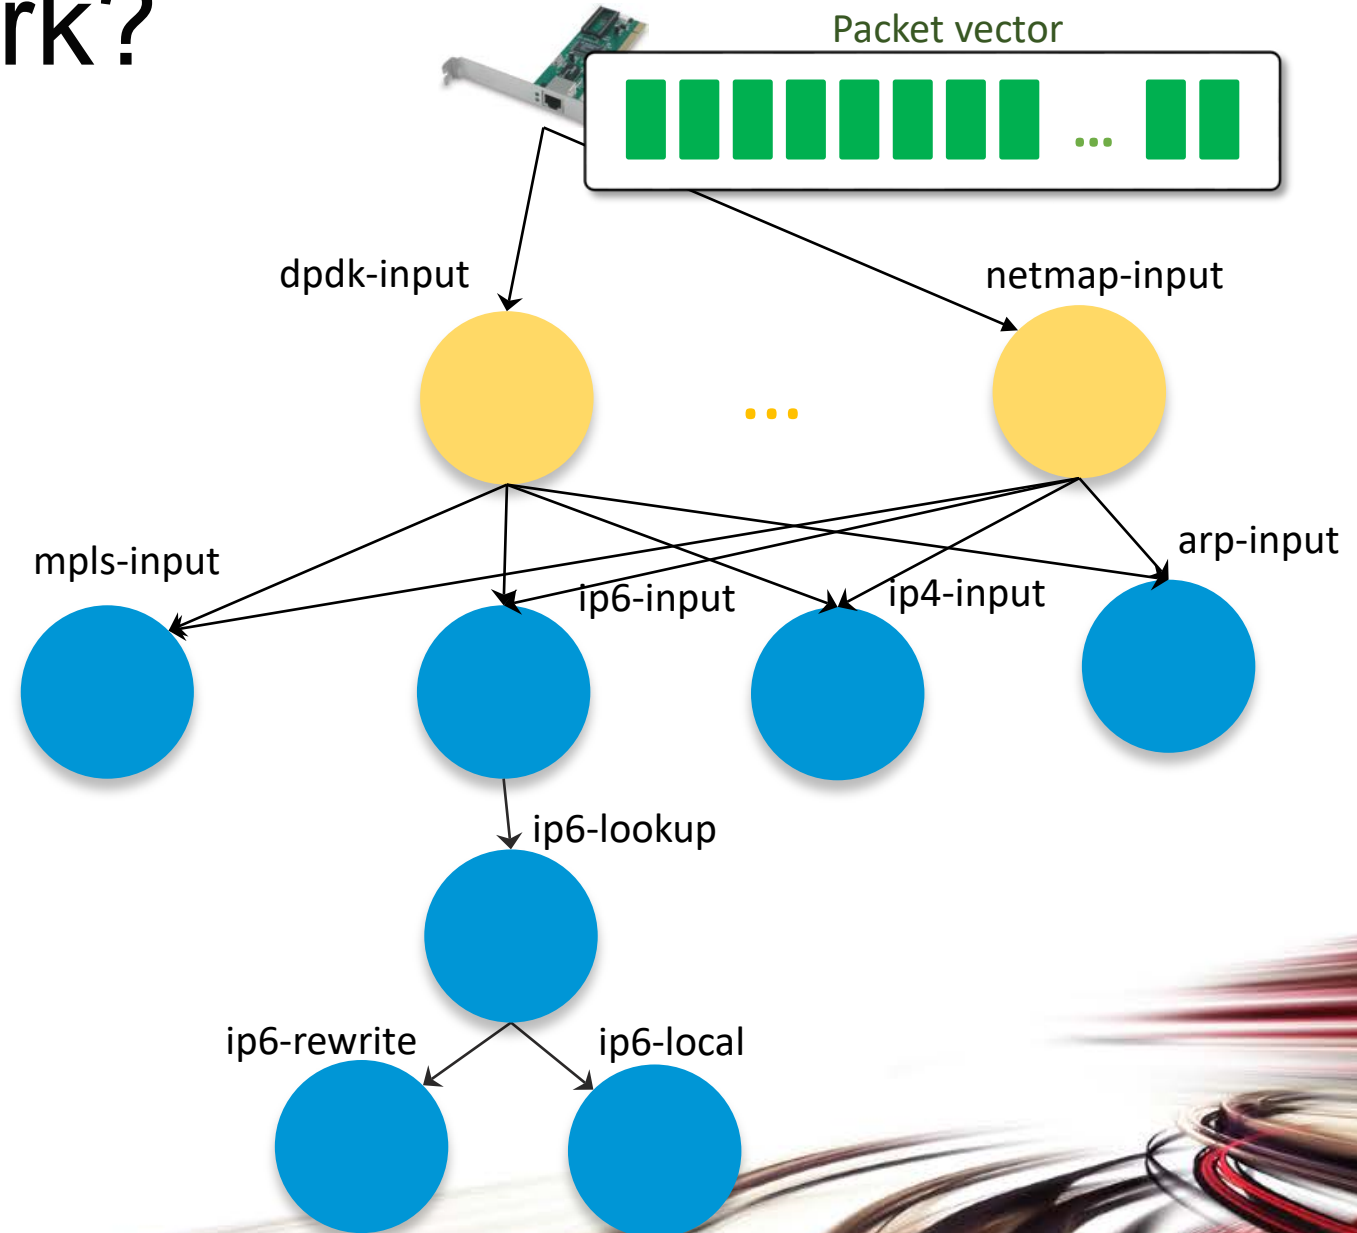 rk?
Packet vector
...
dpdk-input
netmap-input
...
mpls-input
arp-input
ip6-input
ip4-input
ip6-lookup
ip6-rewrite
ip6-local